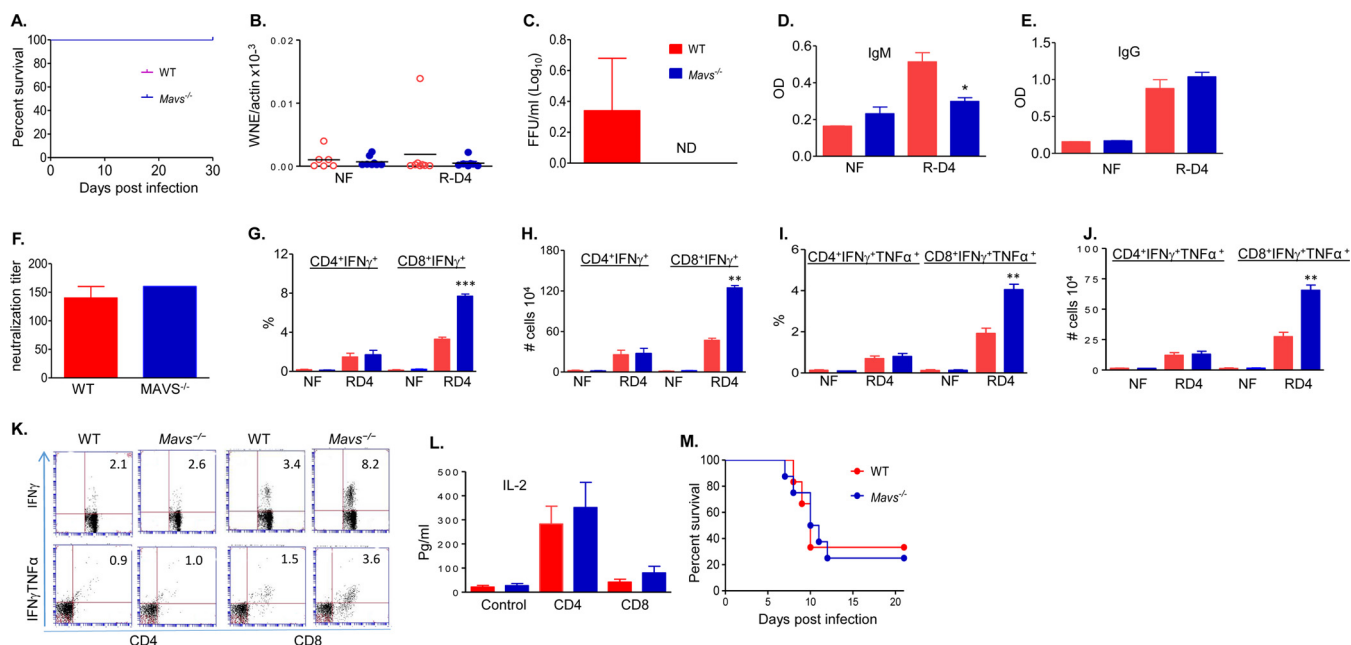 A.
Percent survival
100
80
60
40
20
0
WT
Mavs-/-
0 10 20 30
Days post infection
B.
WNE/actin x10-3
0.02
0.01
0.00
NF R-D4
C.
FFU/ml (Log10)
0.8
0.6
0.4
0.2
0.0
WT
Mavs-/-
ND
D.
OD
0.6
0.4
0.2
0.0
IgM
*
NF R-D4
E.
OD
1.5
1.0
0.5
0.0
IgG
NF R-D4
F.
neutralization titer
200
150
100
50
0
WT MAVS-/-
G.
%
12
8
4
0
CD4+IFNγ+ CD8+IFNγ+
***
NF RD4 NF RD4
H.
# cells 10⁴
180
120
60
0
CD4+IFNγ+ CD8+IFNγ+
**
NF RD4 NF RD4
I.
%
6
4
2
0
CD4+IFNγ+TNFα+ CD8+IFNγ+TNFα+
**
NF RD4 NF RD4
J.
# cells 10⁴
100
75
50
25
0
CD4+IFNγ+TNFα+ CD8+IFNγ+TNFα+
**
NF RD4 NF RD4
K.
WT Mavs-/- WT Mavs-/-
IFNγ
2.1 2.6 3.4 8.2
IFNγTNFα
0.9 1.0 1.5 3.6
CD4 CD8
L.
Pg/ml
500
400
300
200
100
0
IL-2
Control CD4 CD8
M.
Percent survival
100
80
60
40
20
0
WT
Mavs-/-
0 5 10 15 20
Days post infection